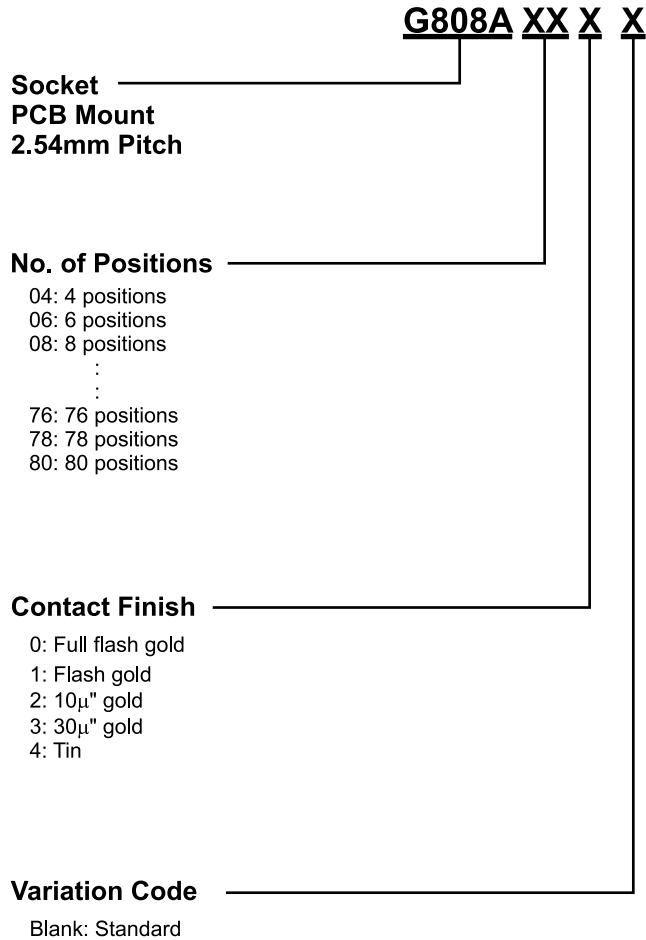 G808A XX X X
Socket
PCB Mount
2.54mm Pitch
No. of Positions
04: 4 positions
06: 6 positions
08: 8 positions
:
:
76: 76 positions
78: 78 positions
80: 80 positions
Contact Finish
0: Full flash gold
1: Flash gold
2: 10μ" gold
3: 30μ" gold
4: Tin
Variation Code
Blank: Standard